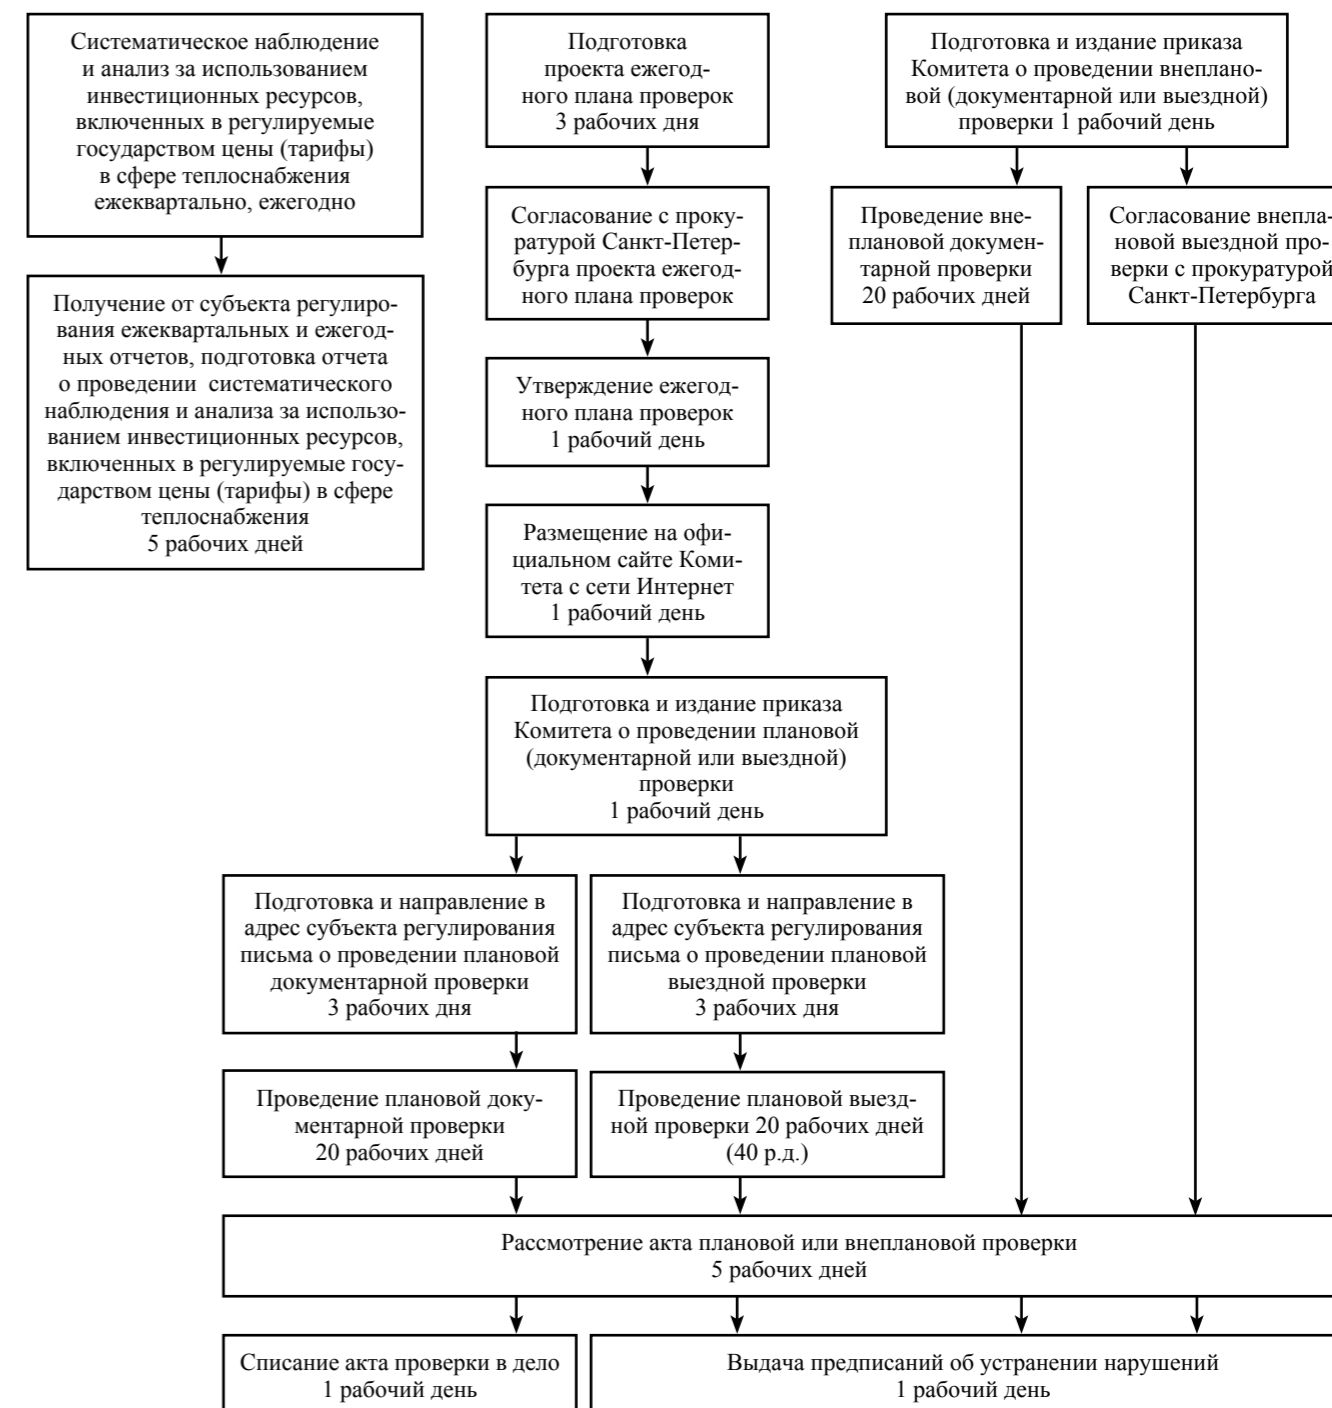 Систематическое наблюдение
и анализ за использованием
инвестиционных ресурсов,
включенных в регулируемые
государством цены (тарифы)
в сфере теплоснабжения
ежеквартально, ежегодно
Получение от субъекта регулиро-
вания ежеквартальных и ежегод-
ных отчетов, подготовка отчета
о проведении систематического
наблюдения и анализа за использо-
ванием инвестиционных ресурсов,
включенных в регулируемые госу-
дарством цены (тарифы) в сфере
теплоснабжения
5 рабочих дней
Подготовка
проекта ежегод-
ного плана проверок
3 рабочих дня
Согласование с проку-
ратурой Санкт-Петер-
бурга проекта ежегод-
ного плана проверок
Утверждение ежегод-
ного плана проверок
1 рабочий день
Размещение на офи-
циальном сайте Коми-
тета с сети Интернет
1 рабочий день
Подготовка и издание приказа
Комитета о проведении плановой
(документарной или выездной)
проверки
1 рабочий день
Подготовка и издание приказа
Комитета о проведении внеплано-
вой (документарной или выездной)
проверки 1 рабочий день
Проведение вне-
плановой докумен-
тарной проверки
20 рабочих дней
Согласование внепла-
новой выездной про-
верки с прокуратурой
Санкт-Петербурга
Подготовка и направление в
адрес субъекта регулирования
письма о проведении плановой
документарной проверки
3 рабочих дня
Подготовка и направление в
адрес субъекта регулирования
письма о проведении плановой
выездной проверки
3 рабочих дня
Проведение плановой доку-
ментарной проверки
20 рабочих дней
Проведение плановой выезд-
ной проверки 20 рабочих дней
(40 р.д.)
Рассмотрение акта плановой или внеплановой проверки
5 рабочих дней
Списание акта проверки в дело
1 рабочий день
Выдача предписаний об устранении нарушений
1 рабочий день